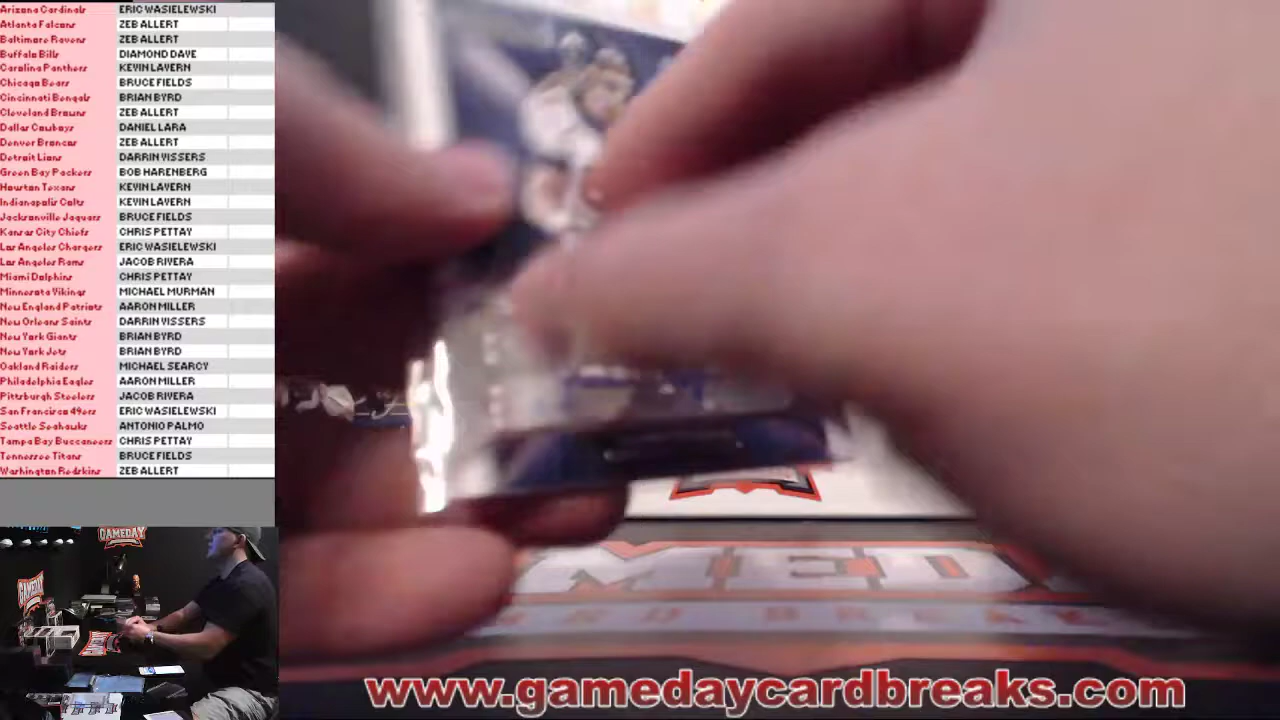 Arizona Cardinals ERIC WASIELEWSKI
Atlanta Falcons ZEB ALLERT
Baltimore Ravens ZEB ALLERT
Buffalo Bills DIAMOND DAVE
Carolina Panthers KEVIN LAVERN
Chicago Bears BRUCE FIELDS
Cincinnati Bengals BRIAN BYRD
Cleveland Browns ZEB ALLERT
Dallas Cowboys DANIEL LARA
Denver Broncos ZEB ALLERT
Detroit Lions DARRIN VISSERS
Green Bay Packers BOB HARENBERG
Houston Texans KEVIN LAVERN
Indianapolis Colts KEVIN LAVERN
Jacksonville Jaguars BRUCE FIELDS
Kansas City Chiefs CHRIS PETTAY
Los Angeles Chargers ERIC WASIELEWSKI
Los Angeles Rams JACOB RIVERA
Miami Dolphins CHRIS PETTAY
Minnesota Vikings MICHAEL MURMAN
New England Patriots AARON MILLER
New Orleans Saints DARRIN VISSERS
New York Giants BRIAN BYRD
New York Jets BRIAN BYRD
Oakland Raiders MICHAEL SEARCY
Philadelphia Eagles AARON MILLER
Pittsburgh Steelers JACOB RIVERA
San Francisco 49ers ERIC WASIELEWSKI
Seattle Seahawks ANTONIO PALMO
Tampa Bay Buccaneers CHRIS PETTAY
Tennessee Titans BRUCE FIELDS
Washington Redskins ZEB ALLERT
GAMEDAY
GAMEDAY
www.gamedaycardbreaks.com